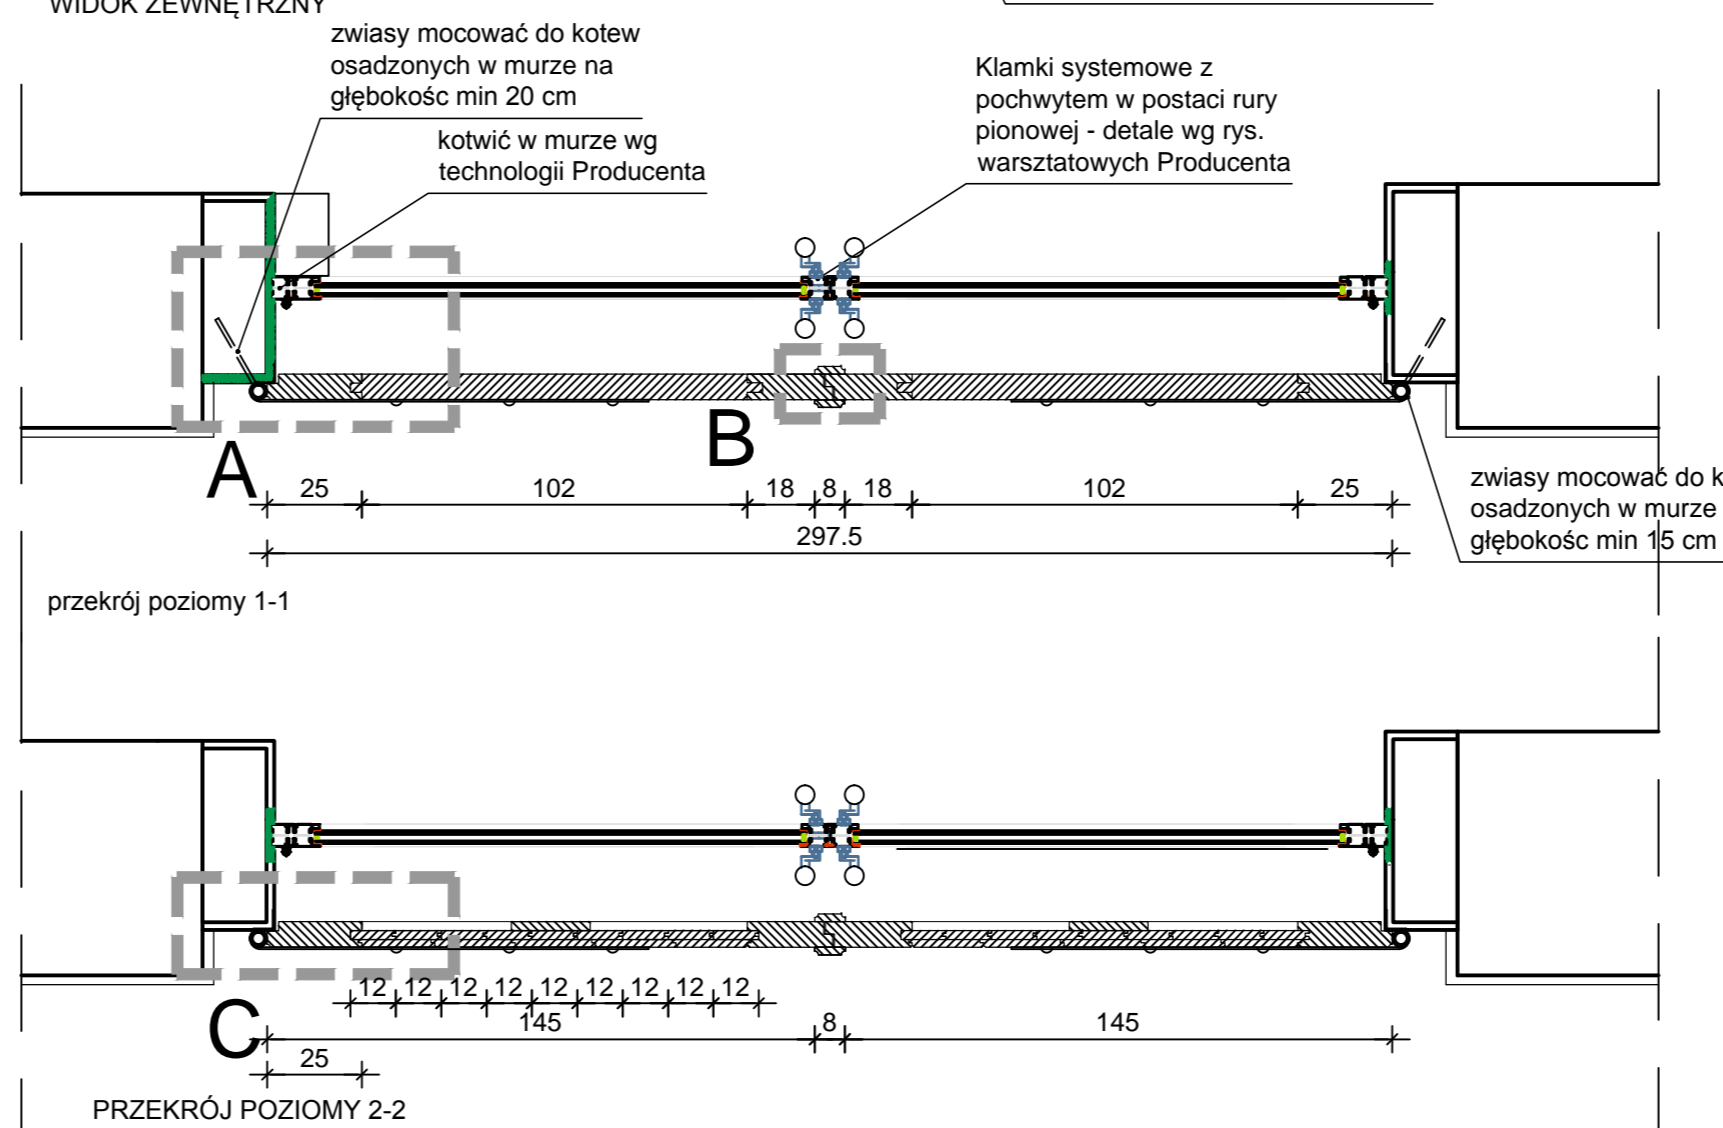 WIDOK ZEWNĘTRZNY
zwiasy mocować do kotew
osadzonych w murze na
głębokośc min 20 cm
kotwić w murze wg
technologii Producenta
Klamki systemowe z
pochwytem w postaci rury
pionowej - detale wg rys.
warsztatowych Producenta
A
B
25 102 18 8 18 102 25
297.5
zwiasy mocować do k
osadzonych w murze
głębokośc min 15 cm
przekrój poziomy 1-1
12 12 12 12 12 12 12 12 12
C
145 8 145
25
PRZEKRÓJ POZIOMY 2-2